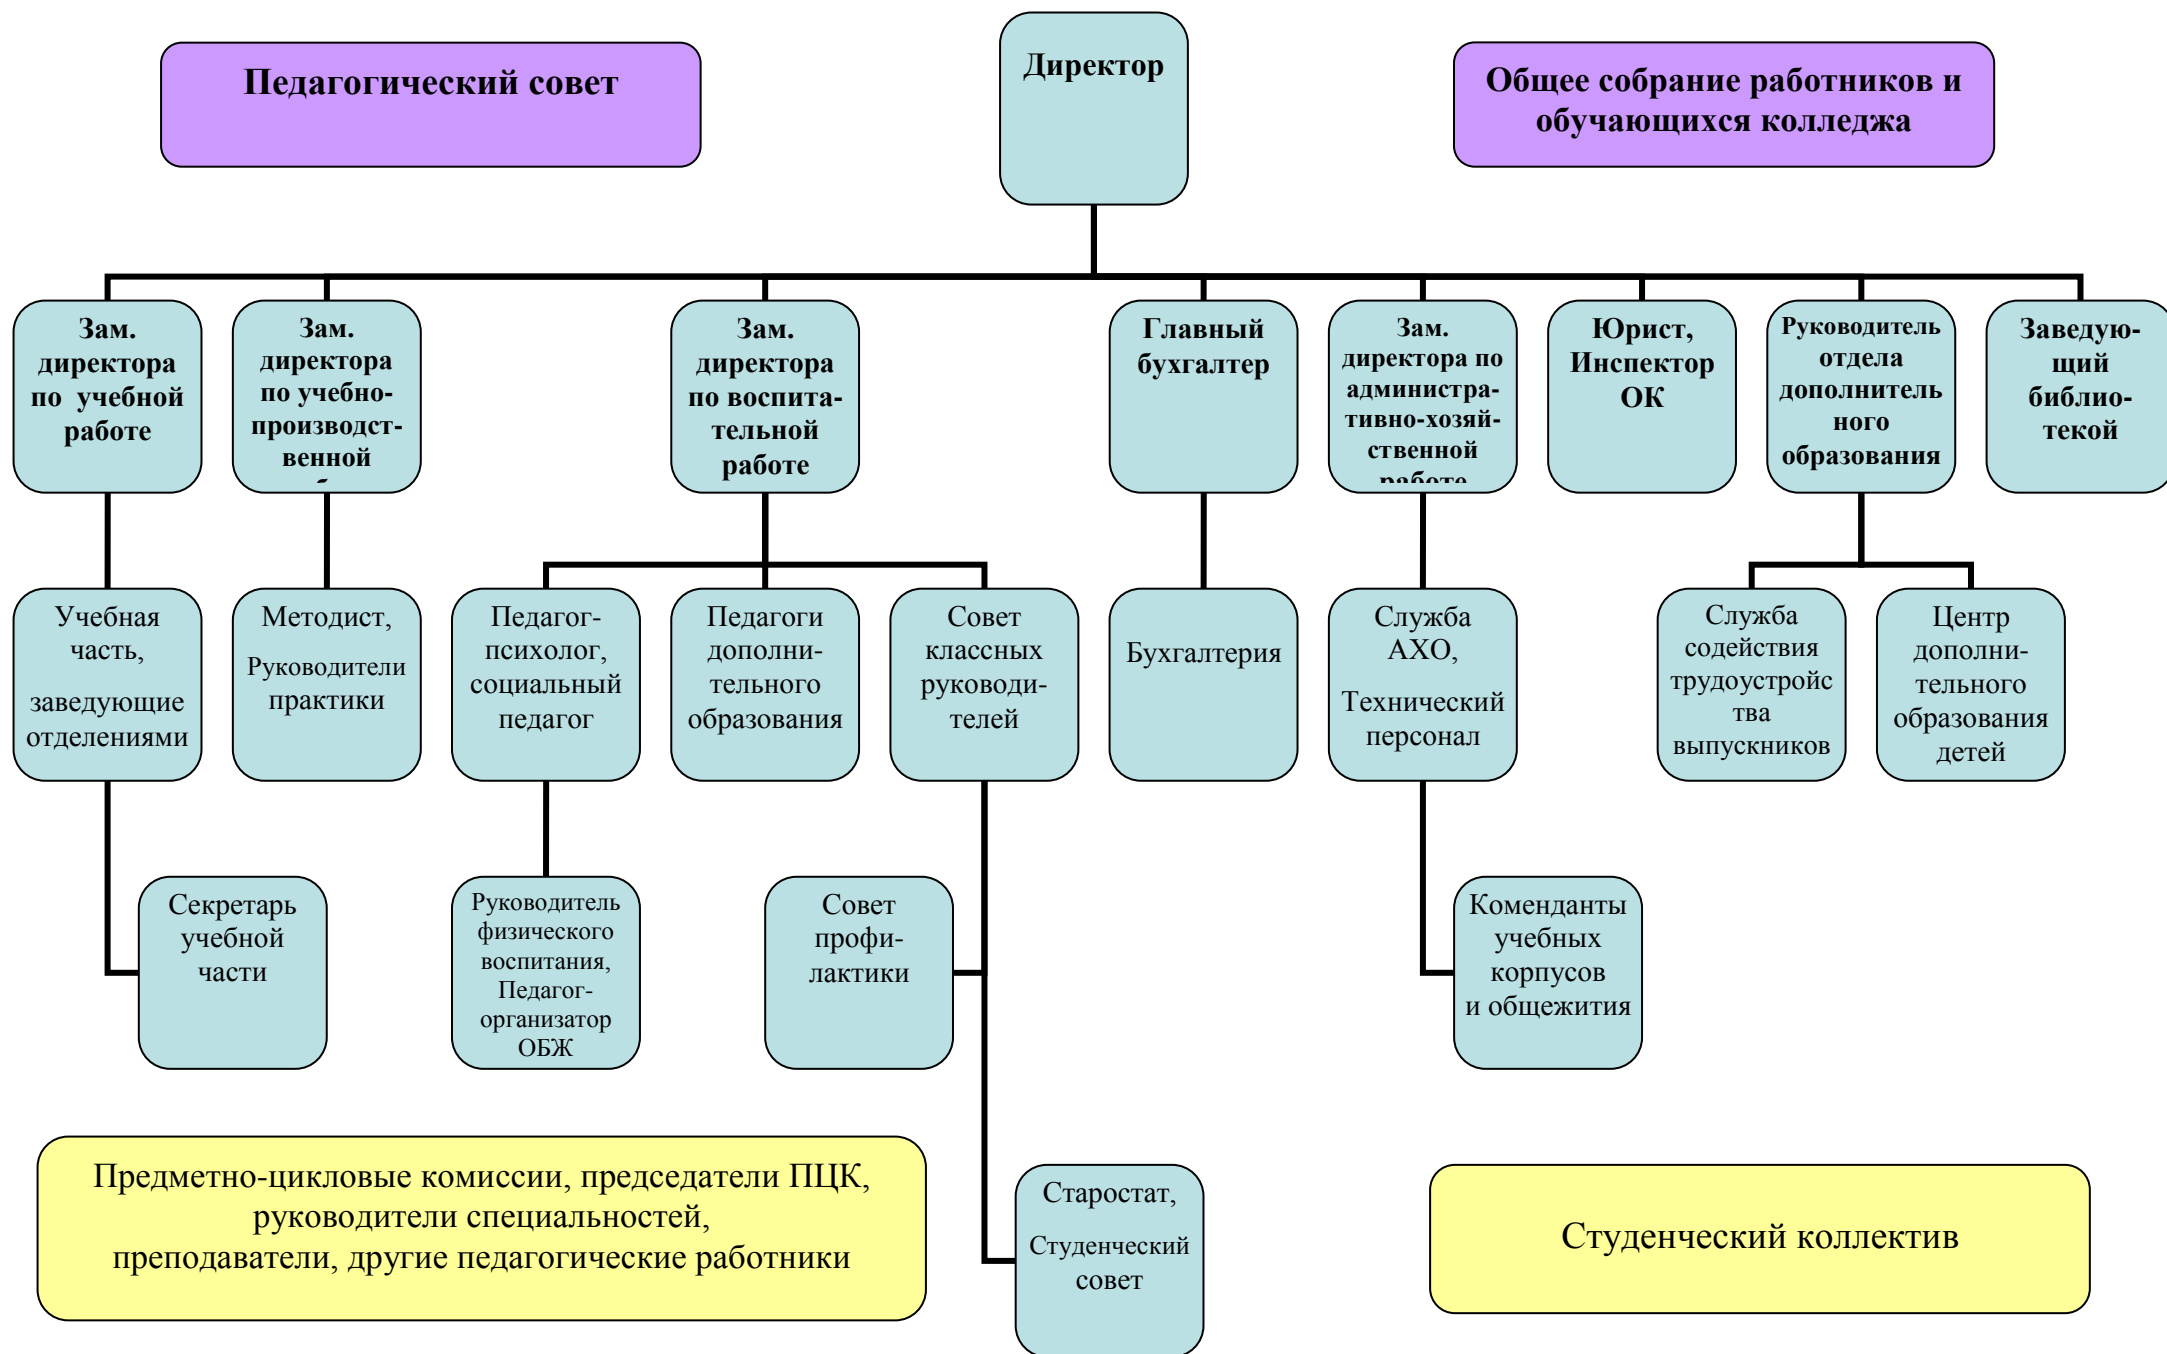 Педагогический совет
Директор
Общее собрание работников и
обучающихся колледжа
Зам.
директора
по учебной
работе
Зам.
директора
по учебно-
производст-
венной
Зам.
директора
по воспита-
тельной
работе
Главный
бухгалтер
Зам.
директора по
администра-
тивно-хозяй-
ственной
работе
Юрист,
Инспектор
ОК
Руководитель
отдела
дополнитель
ного
образования
Заведую-
щий
библио-
текой
Учебная
часть,
заведующие
отделениями
Методист,
Руководители
практики
Педагог-
психолог,
социальный
педагог
Педагоги
дополни-
тельного
образования
Совет
классных
руководи-
телей
Бухгалтерия
Служба
АХО,
Технический
персонал
Служба
содействия
трудоустройс
тва
выпускников
Центр
дополни-
тельного
образования
детей
Секретарь
учебной
части
Руководитель
физического
воспитания,
Педагог-
организатор
ОБЖ
Совет
профи-
лактики
Коменданты
учебных
корпусов
и общежития
Предметно-цикловые комиссии, председатели ПЦК,
руководители специальностей,
преподаватели, другие педагогические работники
Старостат,
Студенческий
совет
Студенческий коллектив